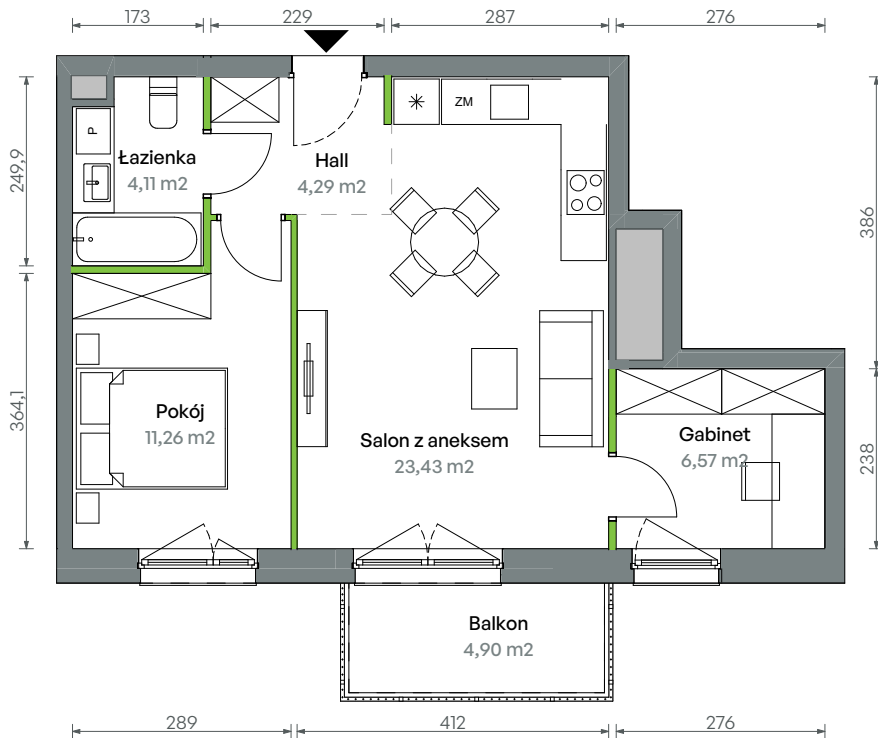 173
229
287
276
249,9
364,1
386
238
P
ZM
Łazienka
4,11 m2
Hall
4,29 m2
Pokój
11,26 m2
Salon z aneksem
23,43 m2
Gabinet
6,57 m2
Balkon
4,90 m2
289
412
276